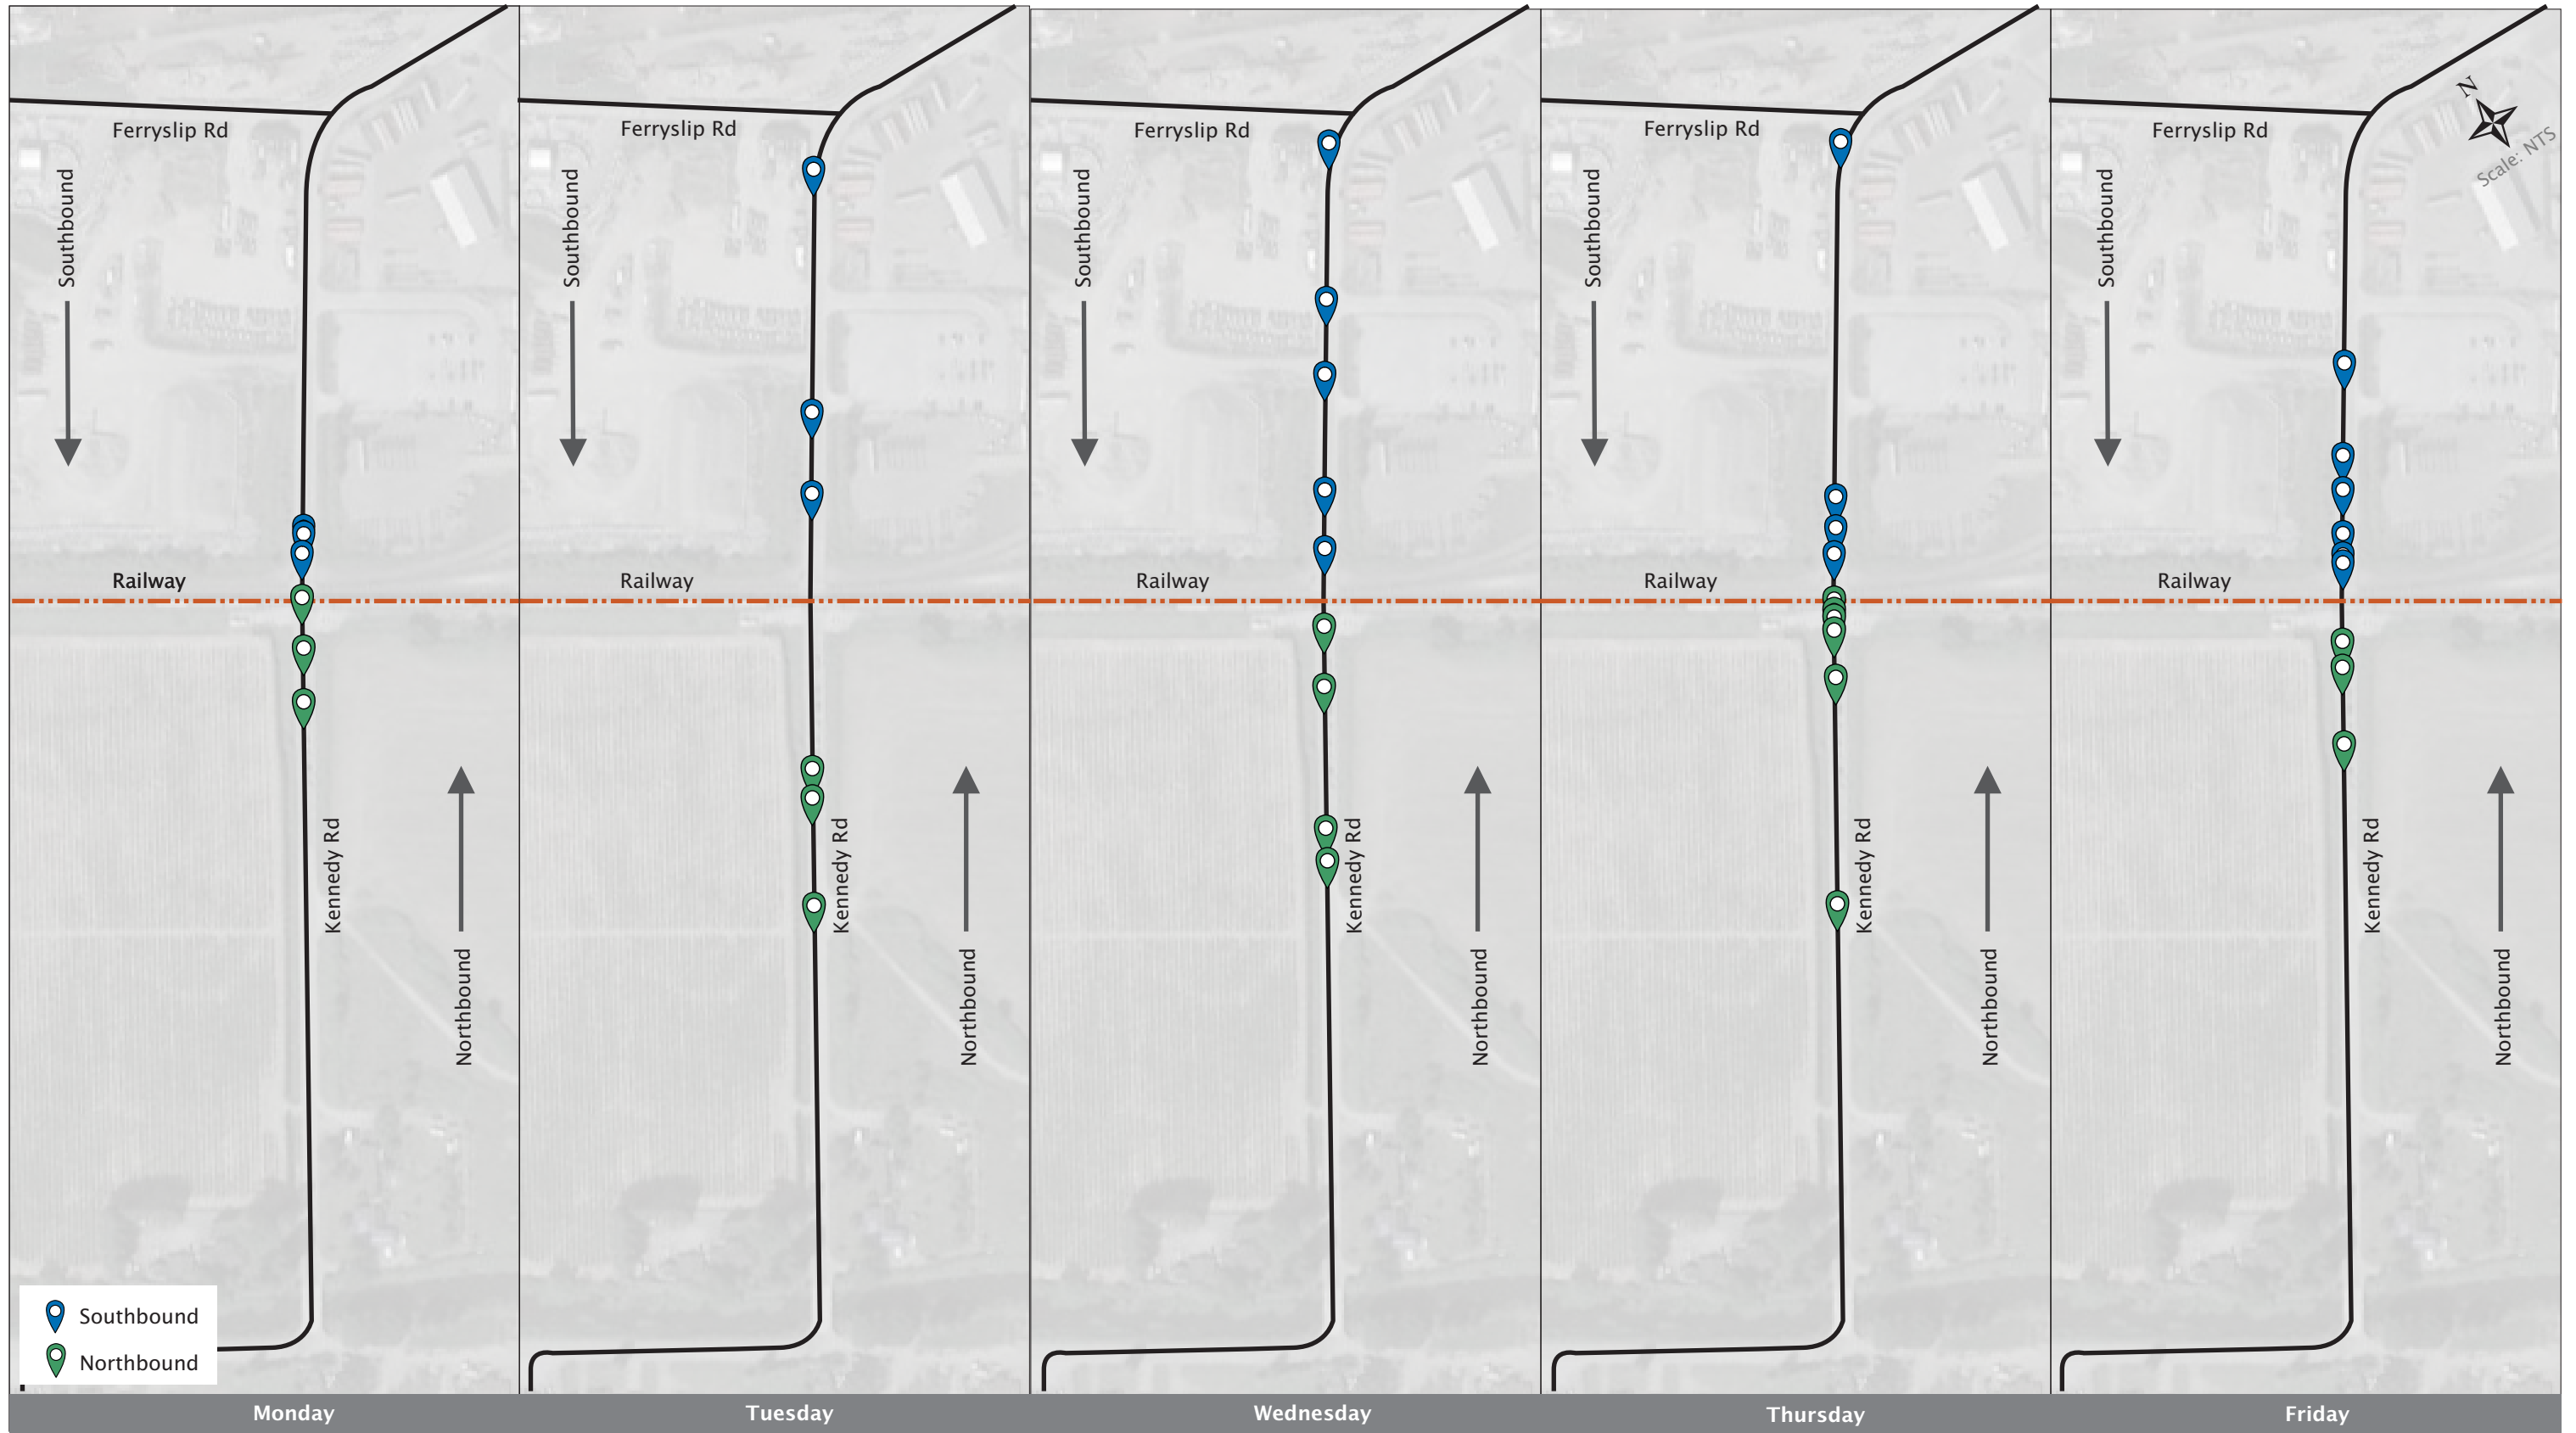 Ferryslip Rd
Southbound
Railway
Kennedy Rd
Northbound
Southbound
Northbound
Monday
Ferryslip Rd
Southbound
Railway
Kennedy Rd
Northbound
Tuesday
Ferryslip Rd
Southbound
Railway
Kennedy Rd
Northbound
Wednesday
Ferryslip Rd
Southbound
Railway
Kennedy Rd
Northbound
Thursday
N
Scale: NTS
Ferryslip Rd
Southbound
Railway
Kennedy Rd
Northbound
Friday